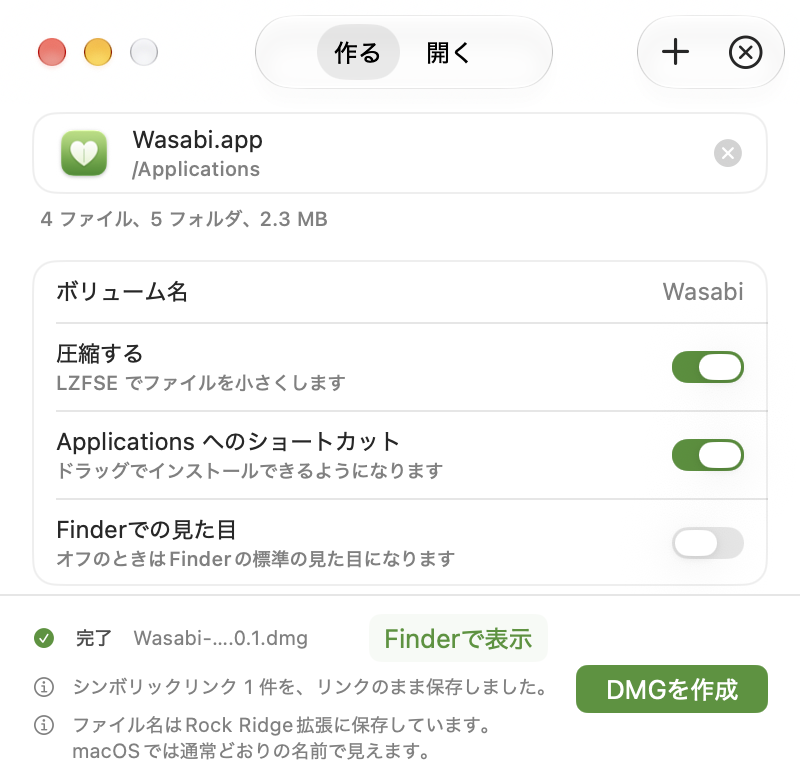 作る 開く
Wasabi.app
/Applications
4 ファイル、5 フォルダ、2.3 MB
ボリューム名 Wasabi
圧縮する
LZFSE でファイルを小さくします
Applications へのショートカット
ドラッグでインストールできるようになります
Finderでの見た目
オフのときはFinderの標準の見た目になります
完了 Wasabi-....0.1.dmg Finderで表示
シンボリックリンク 1 件を、リンクのまま保存しました。
DMGを作成
ファイル名はRock Ridge拡張に保存しています。
macOSでは通常どおりの名前で見えます。